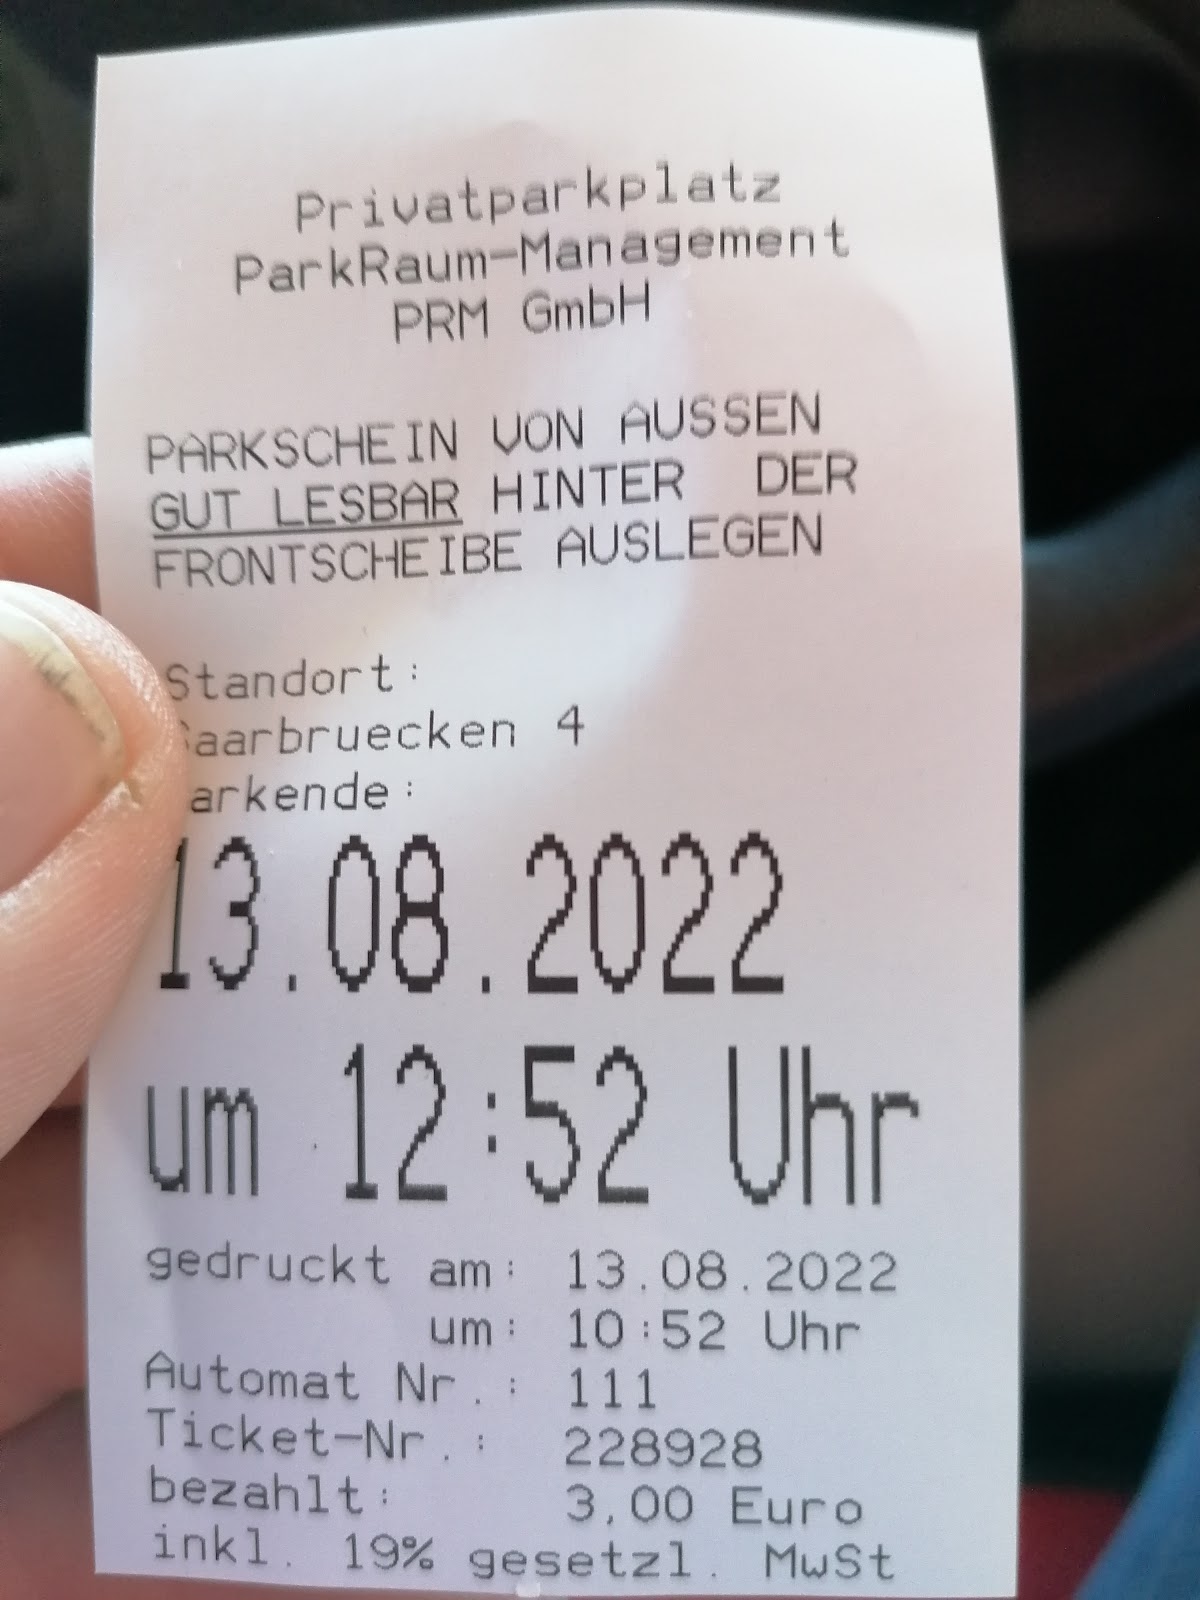 Privatparkplatz
ParkRaum-Management
PRM GmbH
PARKSCHEIN VON AUSSEN
GUT LESBAR HINTER DER
FRONTSCHEIBE AUSLEGEN
Standort:
Saarbruecken 4
arkende:
13.08.2022
um 12:52 Uhr
gedruckt am: 13.08.2022
um: 10:52 Uhr
Automat Nr.: 111
Ticket-Nr.: 228928
bezahlt: 3,00 Euro
inkl. 19% gesetzl. MwSt